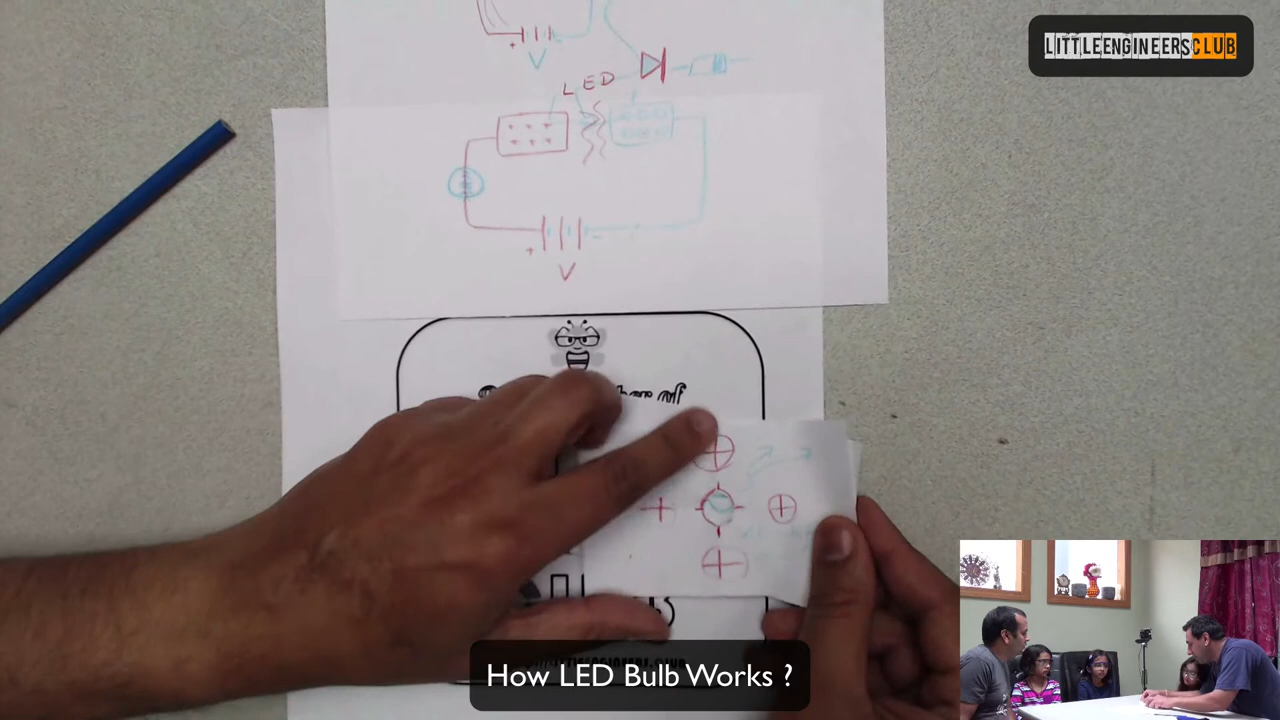 LITTLEENGINEERSCLUB
+ -
V
LED
+ -
V
How LED Bulb Works ?